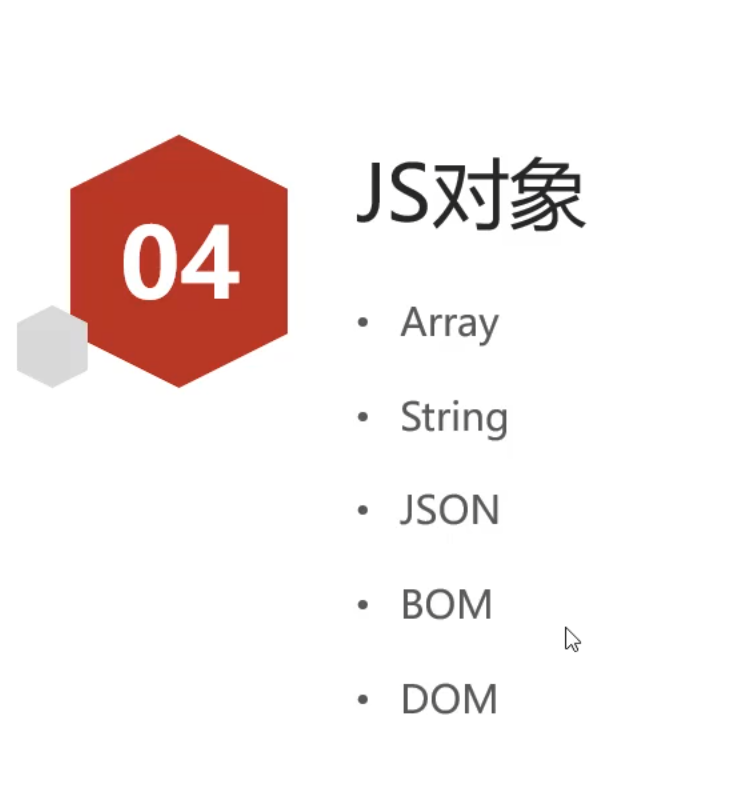 04
JS对象
• Array
• String
• JSON
• BOM
• DOM